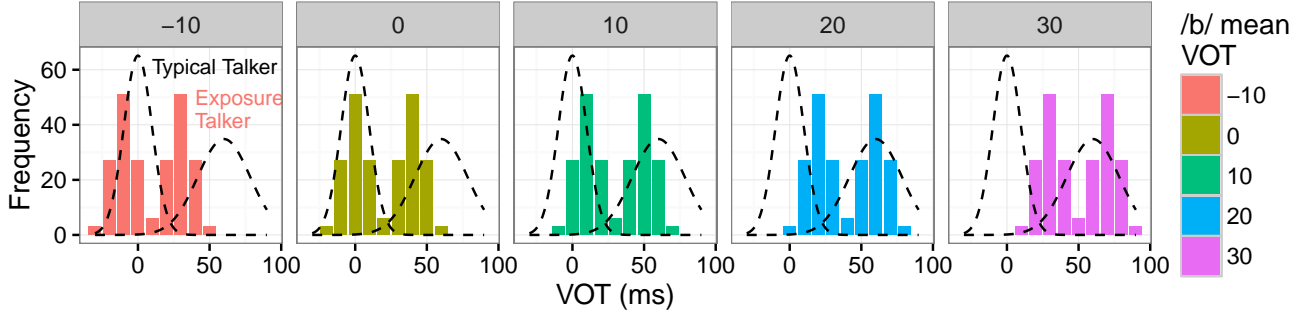 −10 0 10 20 30
/b/ mean
VOT
Typical Talker
Exposure
Talker
60
40
20
0
Frequency
−10
0
10
20
30
0 50 100 0 50 100 0 50 100 0 50 100 0 50 100
VOT (ms)